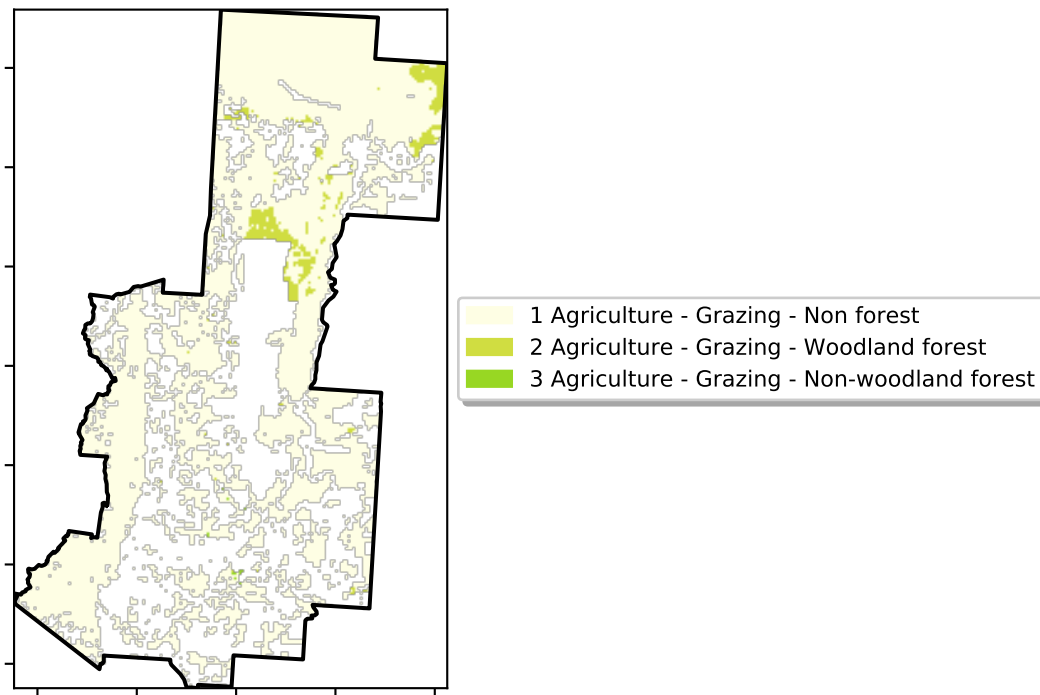 1 Agriculture - Grazing - Non forest
2 Agriculture - Grazing - Woodland forest
3 Agriculture - Grazing - Non-woodland forest